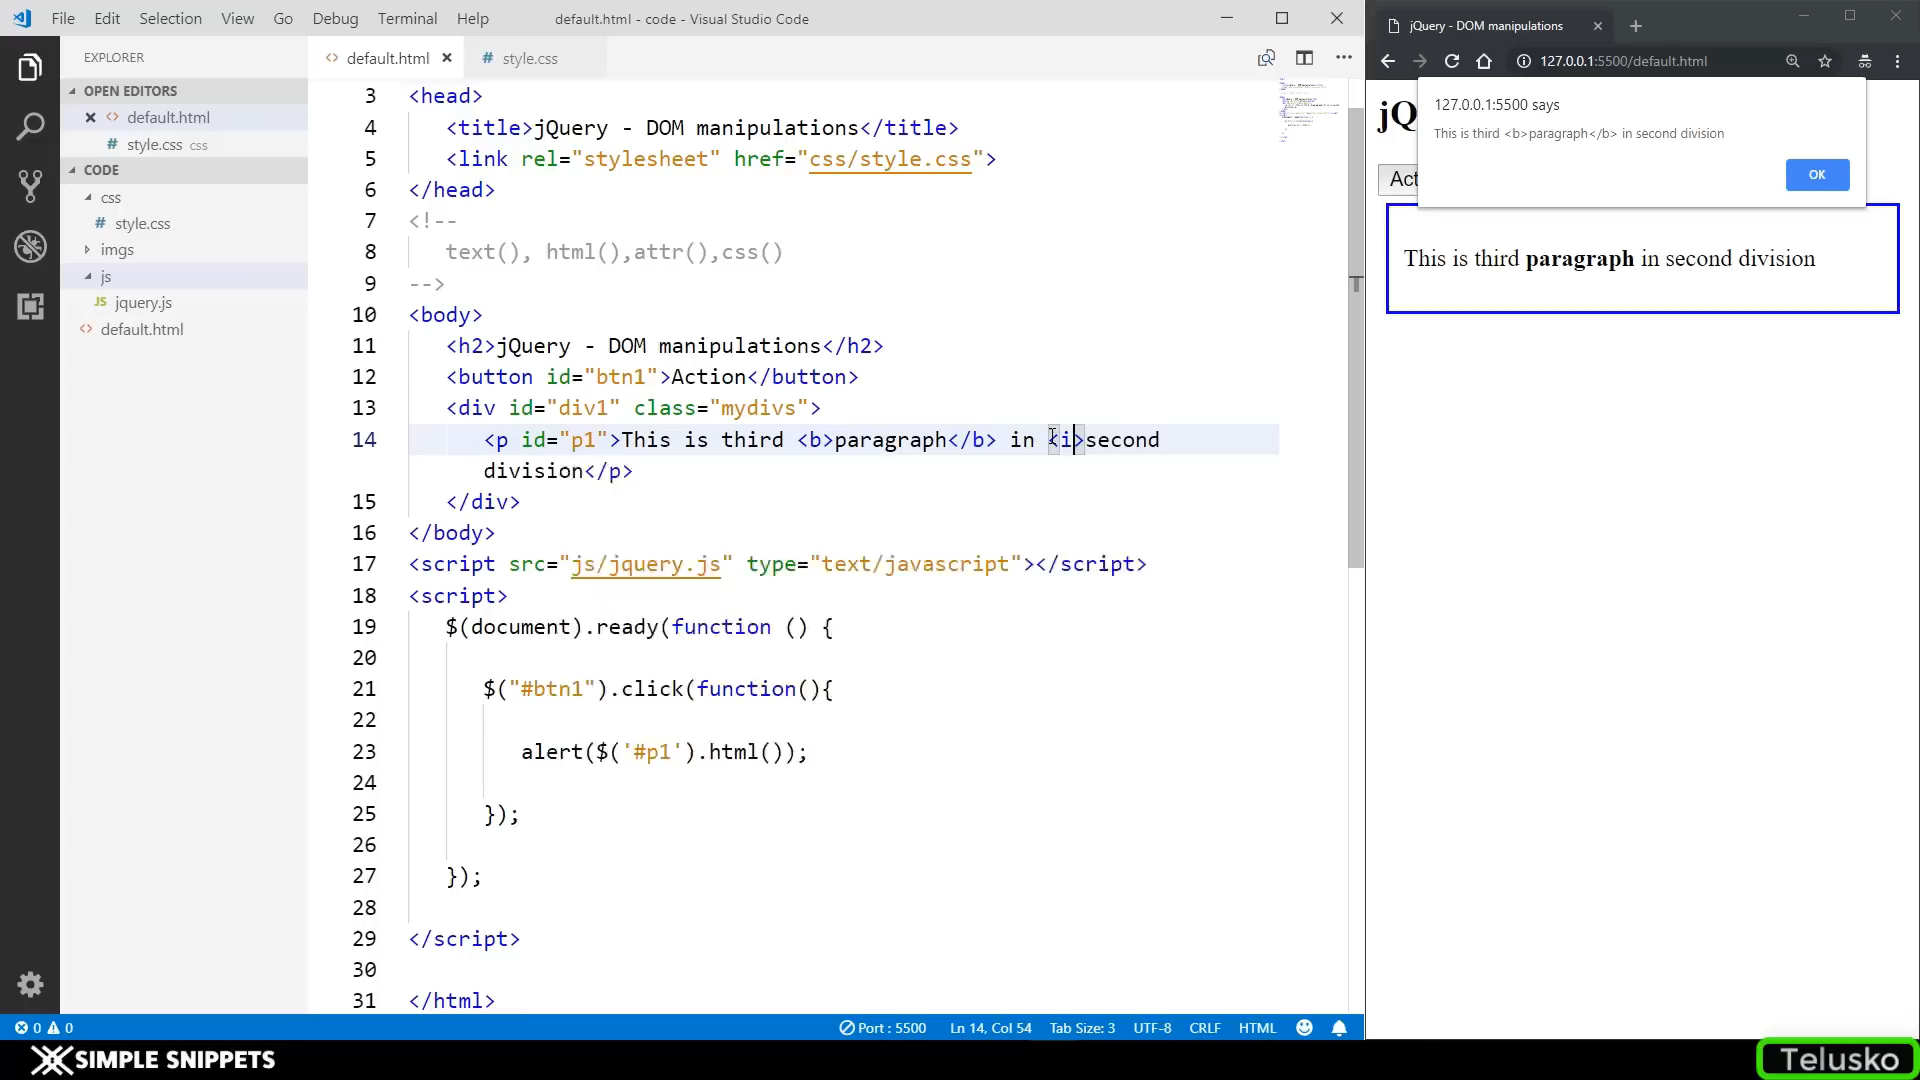 File Edit Selection View Go Debug Terminal Help
default.html - code - Visual Studio Code
EXPLORER
OPEN EDITORS
default.html
style.css css
CODE
css
style.css
imgs
js
JS jquery.js
default.html
default.html
# style.css
3 <head>
4 <title>jQuery - DOM manipulations</title>
5 <link rel="stylesheet" href="css/style.css">
6 </head>
7 <!--
8 text(), html(),attr(),css()
9 -->
10 <body>
11 <h2>jQuery - DOM manipulations</h2>
12 <button id="btn1">Action</button>
13 <div id="div1" class="mydivs">
14 <p id="p1">This is third <b>paragraph</b> in <i>second
division</p>
15 </div>
16 </body>
17 <script src="js/jquery.js" type="text/javascript"></script>
18 <script>
19 $(document).ready(function () {
20
21 $("#btn1").click(function(){
22
23 alert($('#p1').html());
24
25 });
26
27 });
28
29 </script>
30
31 </html>
0 0
Port : 5500
Ln 14, Col 54
Tab Size: 3
UTF-8
CRLF
HTML
jQuery - DOM manipulations
127.0.0.1:5500/default.html
127.0.0.1:5500 says
This is third <b>paragraph</b> in second division
OK
jQ
Act
This is third paragraph in second division
SIMPLE SNIPPETS
Telusko